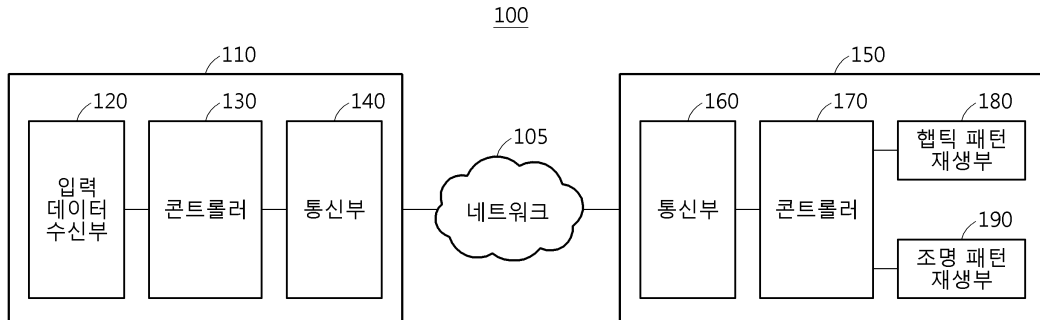 100
110
150
120
130
140
105
160
170
180
입력
데이터
수신부
콘트롤러
통신부
네트워크
통신부
콘트롤러
햅틱 패턴
재생부
190
조명 패턴
재생부